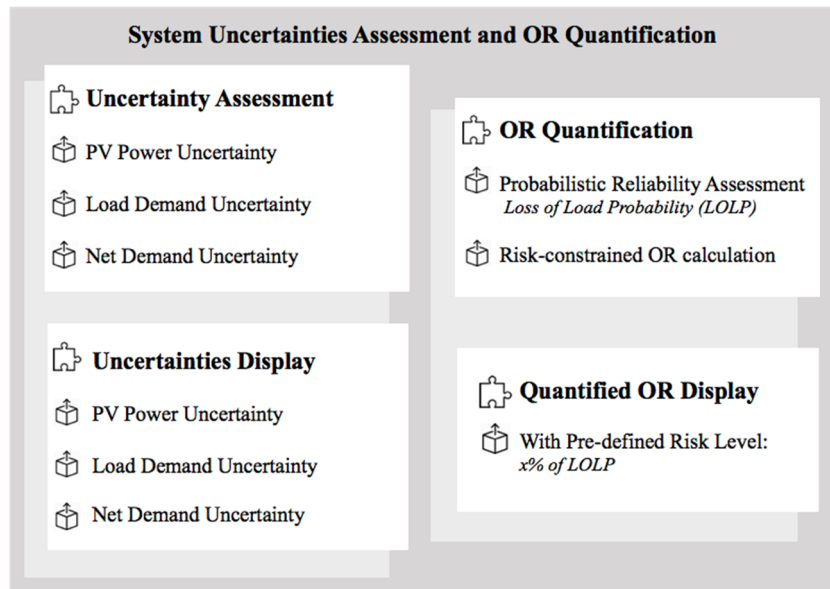 System Uncertainties Assessment and OR Quantification
Uncertainty Assessment
PV Power Uncertainty
Load Demand Uncertainty
Net Demand Uncertainty
Uncertainties Display
PV Power Uncertainty
Load Demand Uncertainty
Net Demand Uncertainty
OR Quantification
Probabilistic Reliability Assessment
Loss of Load Probability (LOLP)
Risk-constrained OR calculation
Quantified OR Display
With Pre-defined Risk Level:
x% of LOLP